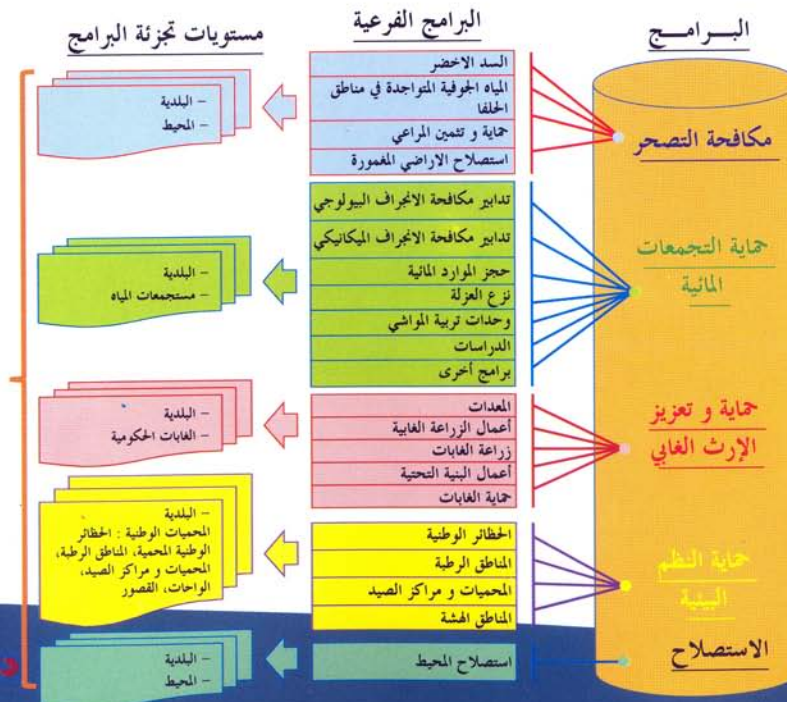 البرامج
البرامج الفرعية
مستويات تجزئة البرامج
مكافحة التصحر
السد الاخضر
المياه الجوفية المتواجدة في مناطق
الحلفا
حماية و تثمين المراعي
استصلاح الاراضي المغمورة
– البلدية
– المحيط
حماية التجمعات
المائية
تدابير مكافحة الانجراف البيولوجي
تدابير مكافحة الانجراف الميكانيكي
حجز الموارد المائية
نزع العزلة
وحدات تربية المواشي
الدراسات
برامج أخرى
– البلدية
– مستجمعات المياه
حماية و تعزيز
الإرث الغابي
المعدات
أعمال الزراعة الغابية
زراعة الغابات
أعمال البنية التحتية
حماية الغابات
– البلدية
– الغابات الحكومية
حماية النظم
البيئية
الحظائر الوطنية
المناطق الرطبة
المحميات و مراكز الصيد
المناطق الهشة
– البلدية
المحميات الوطنية : الحظائر
الوطنية المحمية، المناطق الرطبة،
المحميات و مراكز الصيد،
الواحات، القصور
الاستصلاح
استصلاح المحيط
– البلدية
– المحيط